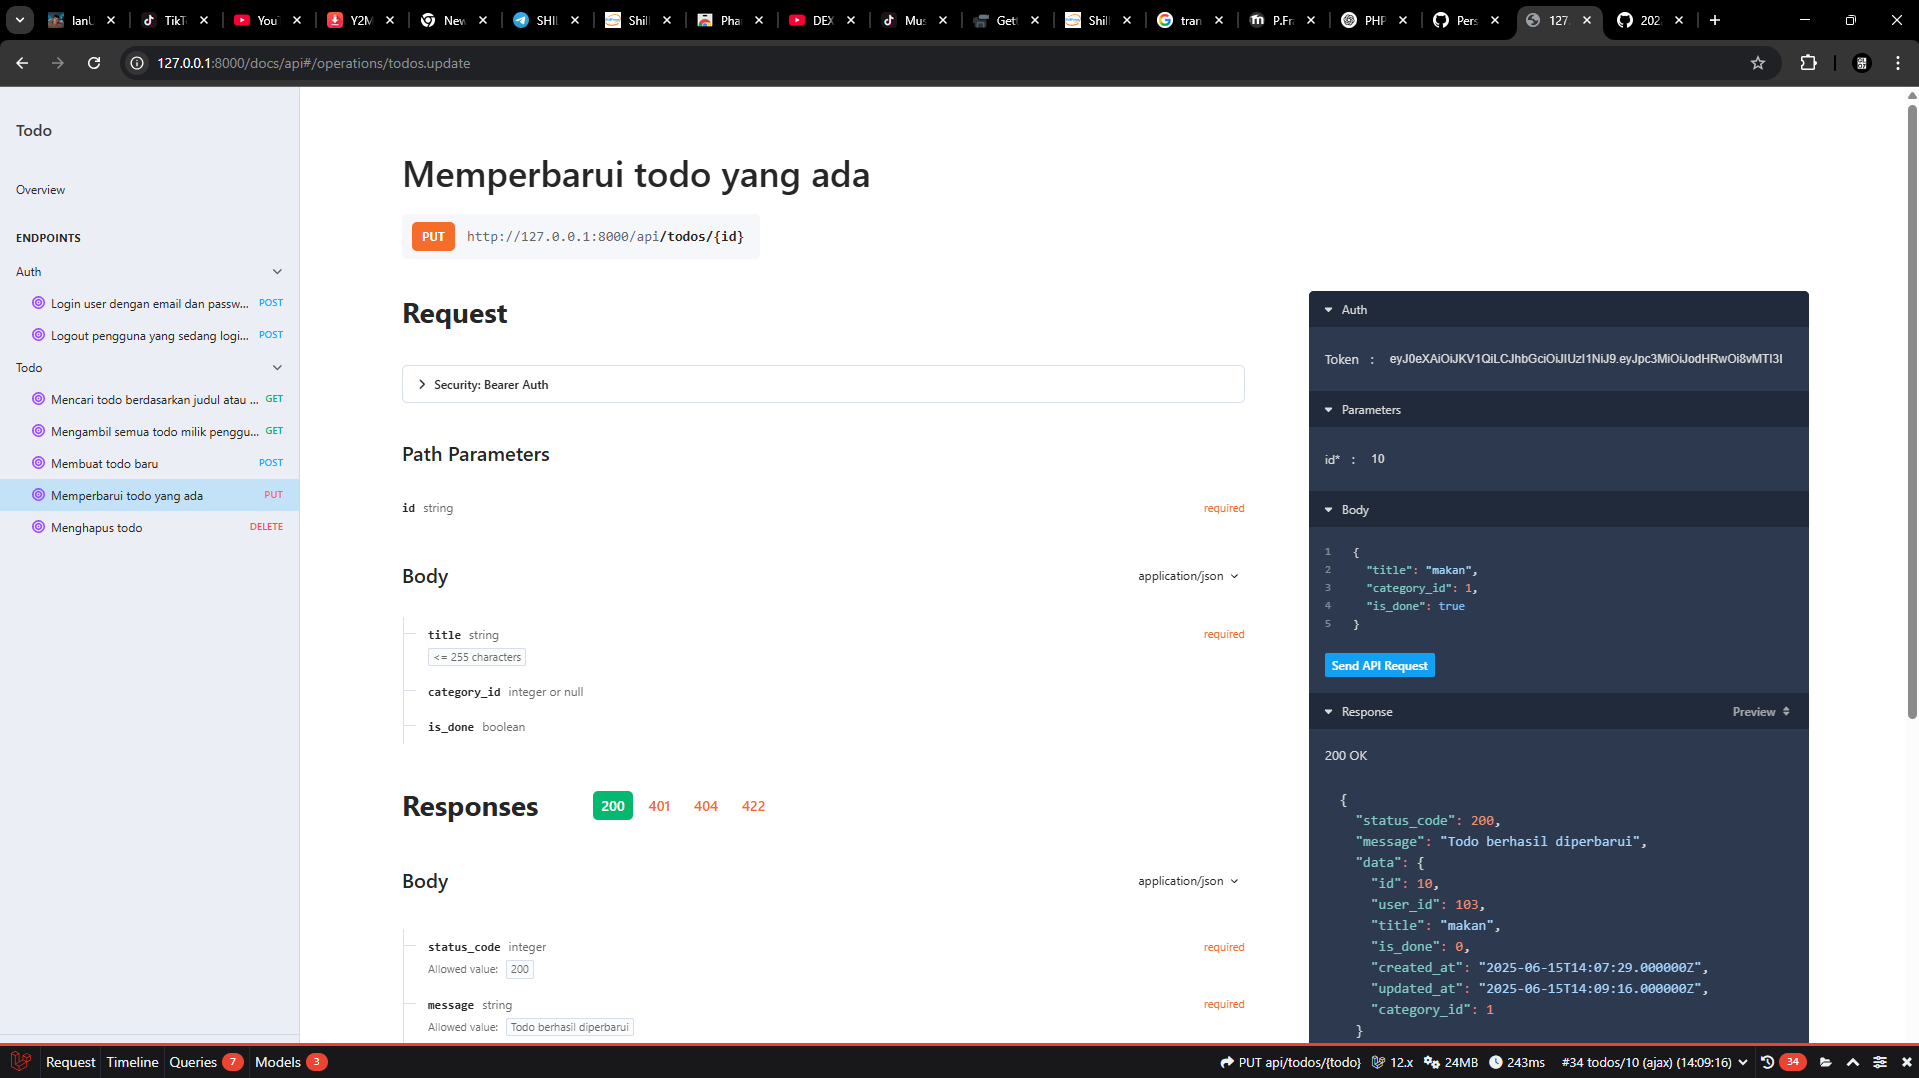 IanU
TikT
YouT
Y2M
New
SHIL
Shill
Pha
DEX
Mus
Gett
Shill
tran
P.Fra
PHP
Pers
127.
202
127.0.0.1:8000/docs/api#/operations/todos.update
Todo
Overview
ENDPOINTS
Auth
Login user dengan email dan passw... POST
Logout pengguna yang sedang logi... POST
Todo
Mencari todo berdasarkan judul atau ... GET
Mengambil semua todo milik penggu... GET
Membuat todo baru POST
Memperbarui todo yang ada PUT
Menghapus todo DELETE
Memperbarui todo yang ada
PUT http://127.0.0.1:8000/api/todos/{id}
Request
Security: Bearer Auth
Path Parameters
id string required
Body application/json
title string required
<= 255 characters
category_id integer or null
is_done boolean
Responses 200 401 404 422
Body application/json
status_code integer required
Allowed value: 200
message string required
Allowed value: Todo berhasil diperbarui
Auth
Token :
Parameters
id* : 10
Body
1 {
2 "title": "makan",
3 "category_id": 1,
4 "is_done": true
5 }
Send API Request
Response Preview
200 OK
{
"status_code": 200,
"message": "Todo berhasil diperbarui",
"data": {
"id": 10,
"user_id": 103,
"title": "makan",
"is_done": 0,
"created_at": "2025-06-15T14:07:29.000000Z",
"updated_at": "2025-06-15T14:09:16.000000Z",
"category_id": 1
}
Request Timeline Queries 7 Models 3 PUT api/todos/{todo} 12.x 24MB 243ms #34 todos/10 (ajax) (14:09:16) 34